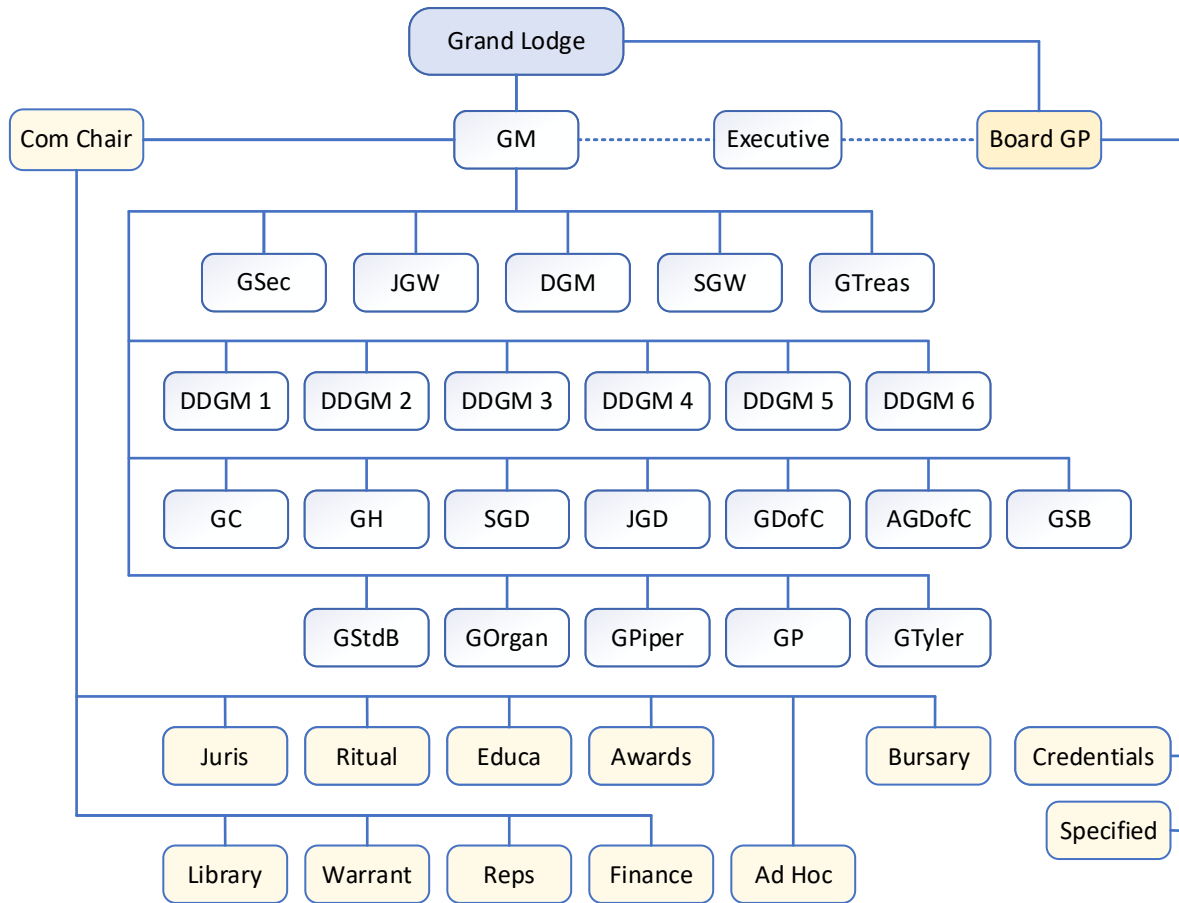 Grand Lodge
Com Chair
GM
Executive
Board GP
GSec
JGW
DGM
SGW
GTreas
DDGM 1
DDGM 2
DDGM 3
DDGM 4
DDGM 5
DDGM 6
GC
GH
SGD
JGD
GDofC
AGDofC
GSB
GStdB
GOrgan
GPiper
GP
GTyler
Juris
Ritual
Educa
Awards
Bursary
Credentials
Specified
Library
Warrant
Reps
Finance
Ad Hoc